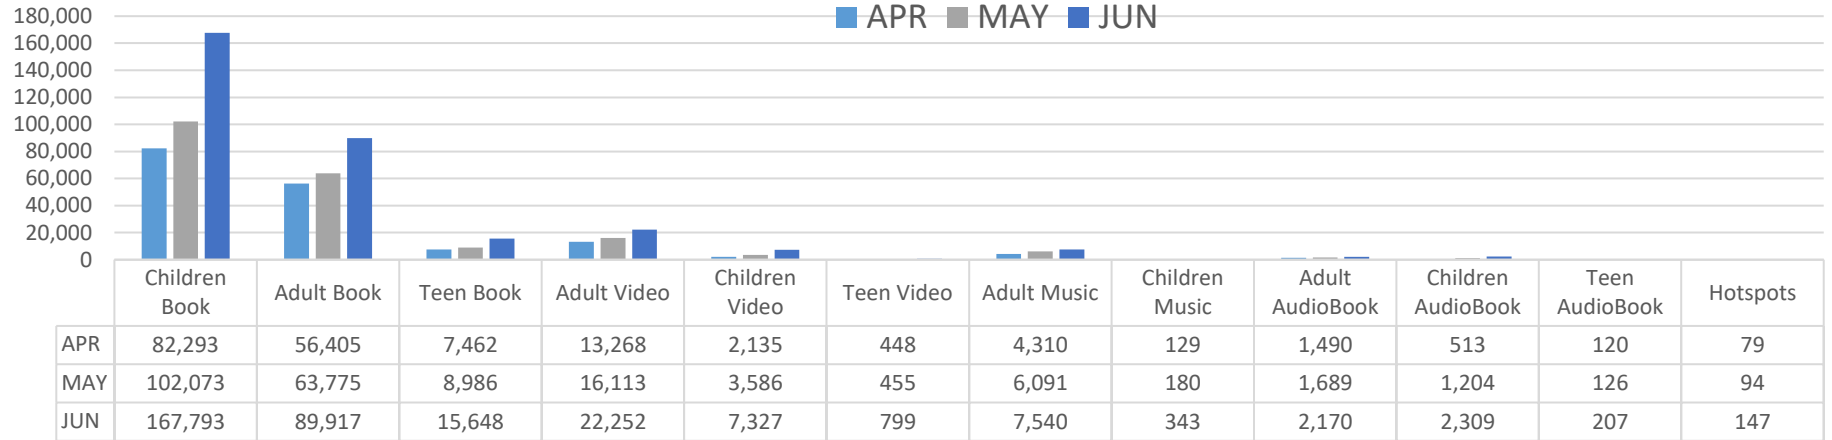 APR MAY JUN
180,000
160,000
140,000
120,000
100,000
80,000
60,000
40,000
20,000
0
Children Book Adult Book Teen Book Adult Video Children Video Teen Video Adult Music Children Music Adult AudioBook Children AudioBook Teen AudioBook Hotspots
APR 82,293 56,405 7,462 13,268 2,135 448 4,310 129 1,490 513 120 79
MAY 102,073 63,775 8,986 16,113 3,586 455 6,091 180 1,689 1,204 126 94
JUN 167,793 89,917 15,648 22,252 7,327 799 7,540 343 2,170 2,309 207 147